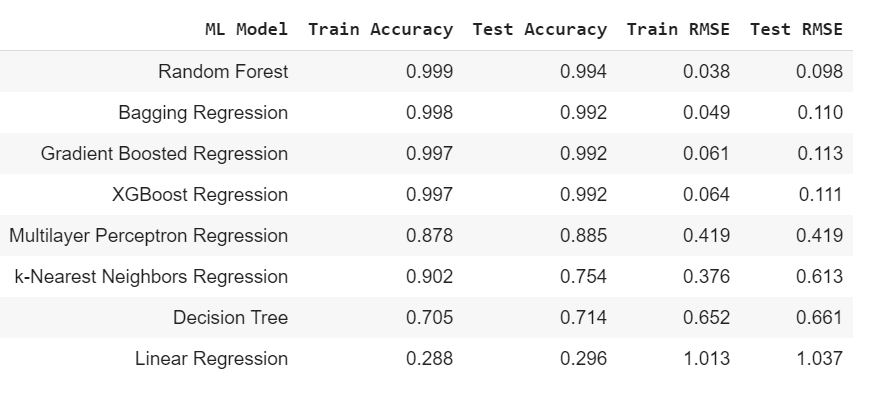 ML Model Train Accuracy Test Accuracy Train RMSE Test RMSE
Random Forest 0.999 0.994 0.038 0.098
Bagging Regression 0.998 0.992 0.049 0.110
Gradient Boosted Regression 0.997 0.992 0.061 0.113
XGBoost Regression 0.997 0.992 0.064 0.111
Multilayer Perceptron Regression 0.878 0.885 0.419 0.419
k-Nearest Neighbors Regression 0.902 0.754 0.376 0.613
Decision Tree 0.705 0.714 0.652 0.661
Linear Regression 0.288 0.296 1.013 1.037